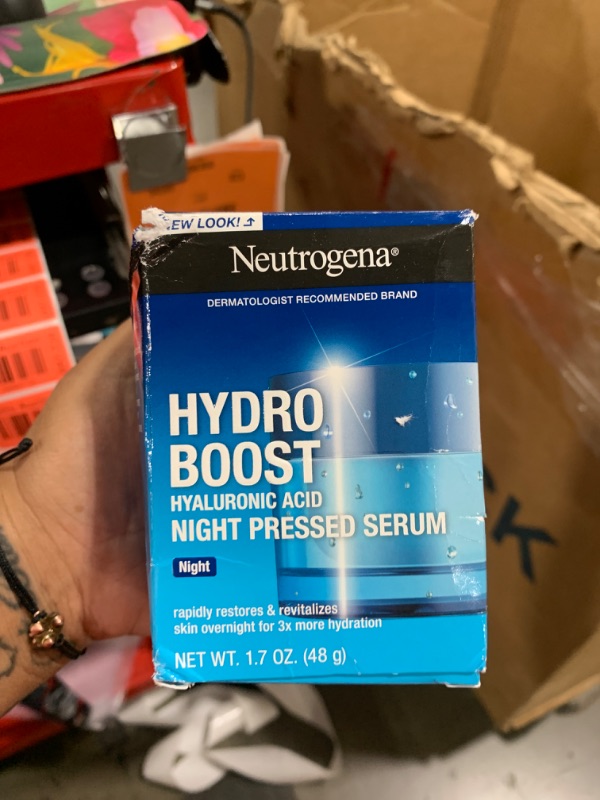 EW LOOK!
Neutrogena®
DERMATOLOGIST RECOMMENDED BRAND
HYDRO
BOOST
HYALURONIC ACID
NIGHT PRESSED SERUM
Night
rapidly restores & revitalizes
skin overnight for 3x more hydration
NET WT. 1.7 OZ. (48 g)
K